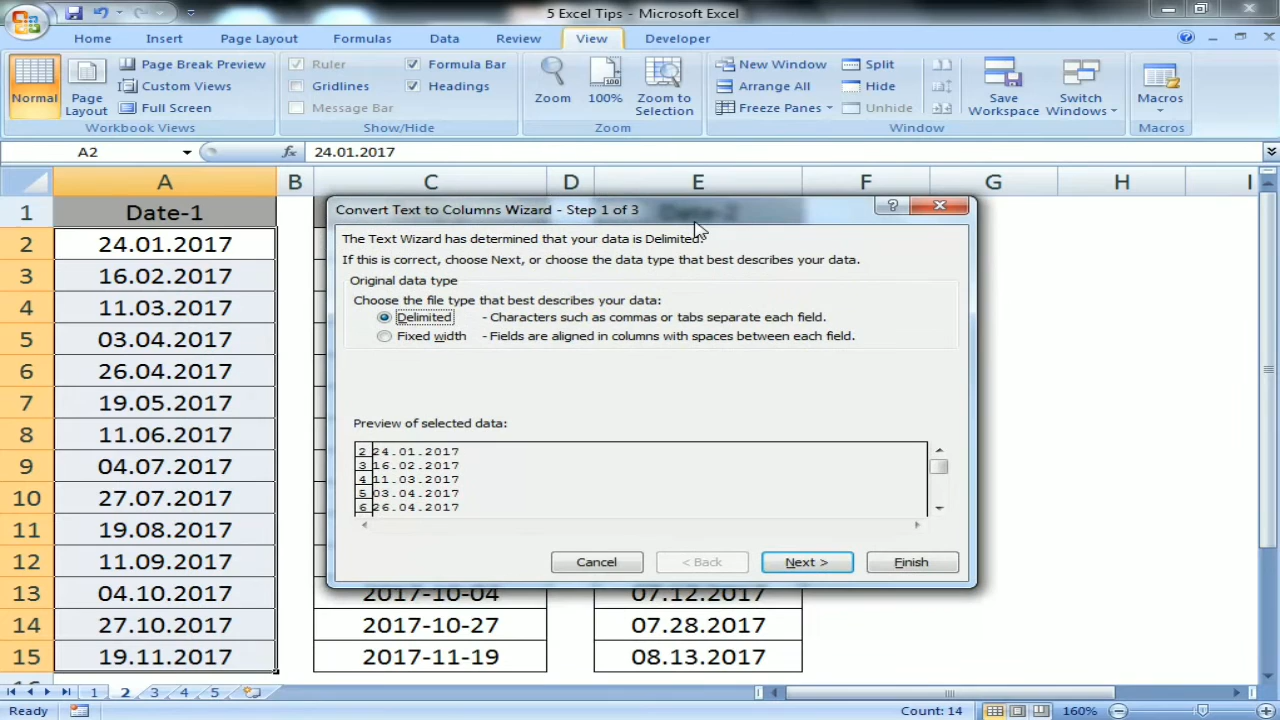 5 Excel Tips - Microsoft Excel
Home Insert Page Layout Formulas Data Review View Developer
Normal
Page Layout
Page Break Preview
Custom Views
Full Screen
Workbook Views
Ruler
Gridlines
Message Bar
Formula Bar
Headings
Show/Hide
Zoom
100%
Zoom to Selection
Zoom
New Window
Arrange All
Freeze Panes
Split
Hide
Unhide
Save Workspace
Switch Windows
Window
Macros
Macros
A2 fx 24.01.2017
A B C D E F G H I
1 Date-1
2 24.01.2017
3 16.02.2017
4 11.03.2017
5 03.04.2017
6 26.04.2017
7 19.05.2017
8 11.06.2017
9 04.07.2017
10 27.07.2017
11 19.08.2017
12 11.09.2017
13 04.10.2017 2017-10-04 07.12.2017
14 27.10.2017 2017-10-27 07.28.2017
15 19.11.2017 2017-11-19 08.13.2017
Convert Text to Columns Wizard - Step 1 of 3
The Text Wizard has determined that your data is Delimited.
If this is correct, choose Next, or choose the data type that best describes your data.
Original data type
Choose the file type that best describes your data:
Delimited - Characters such as commas or tabs separate each field.
Fixed width - Fields are aligned in columns with spaces between each field.
Preview of selected data:
2 24.01.2017
3 16.02.2017
4 11.03.2017
5 03.04.2017
6 26.04.2017
Cancel < Back Next > Finish
1 2 3 4 5
Ready Count: 14 160%